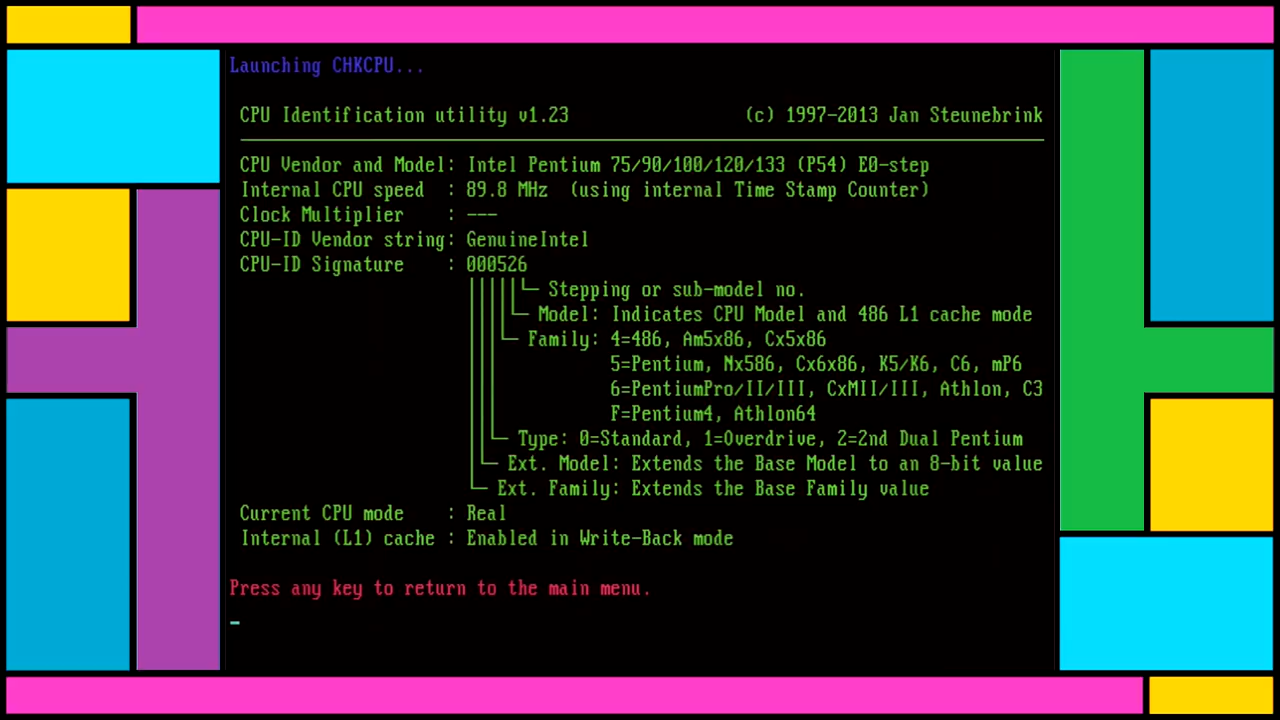 Launching CHKCPU...
CPU Identification utility v1.23 (c) 1997-2013 Jan Steunebrink
CPU Vendor and Model: Intel Pentium 75/90/100/120/133 (P54) E0-step
Internal CPU speed : 89.8 MHz (using internal Time Stamp Counter)
Clock Multiplier : ---
CPU-ID Vendor string: GenuineIntel
CPU-ID Signature : 000526
Stepping or sub-model no.
Model: Indicates CPU Model and 486 L1 cache mode
Family: 4=486, Am5x86, Cx5x86
5=Pentium, Nx586, Cx6x86, K5/K6, C6, mP6
6=PentiumPro/II/III, CxMII/III, Athlon, C3
F=Pentium4, Athlon64
Type: 0=Standard, 1=Overdrive, 2=2nd Dual Pentium
Ext. Model: Extends the Base Model to an 8-bit value
Ext. Family: Extends the Base Family value
Current CPU mode : Real
Internal (L1) cache : Enabled in Write-Back mode
Press any key to return to the main menu.